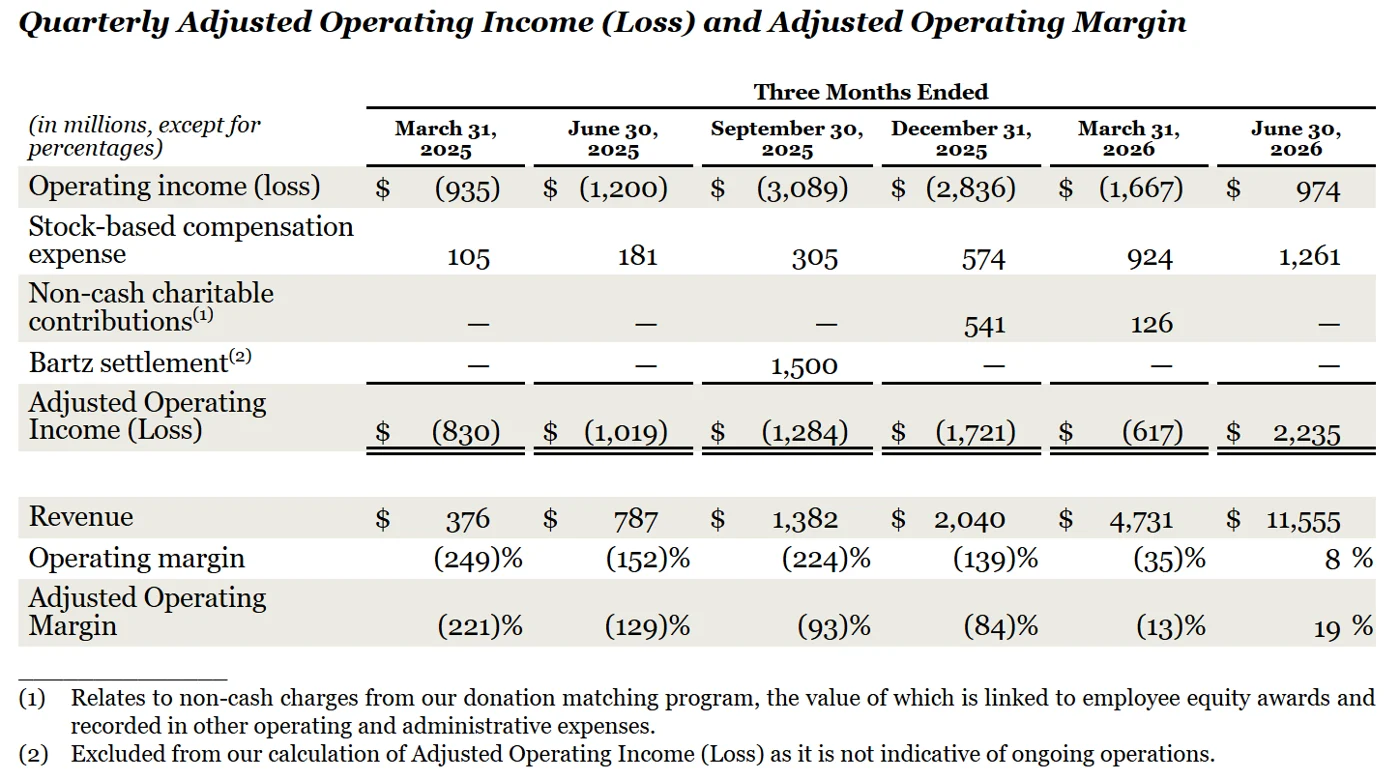 Quarterly Adjusted Operating Income (Loss) and Adjusted Operating Margin
Three Months Ended
(in millions, except for percentages) March 31, 2025 June 30, 2025 September 30, 2025 December 31, 2025 March 31, 2026 June 30, 2026
Operating income (loss) $ (935) $ (1,200) $ (3,089) $ (2,836) $ (1,667) $ 974
Stock-based compensation expense 105 181 305 574 924 1,261
Non-cash charitable contributions(1) — — — 541 126 —
Bartz settlement(2) — — 1,500 — — —
Adjusted Operating Income (Loss) $ (830) $ (1,019) $ (1,284) $ (1,721) $ (617) $ 2,235
Revenue $ 376 $ 787 $ 1,382 $ 2,040 $ 4,731 $ 11,555
Operating margin (249)% (152)% (224)% (139)% (35)% 8 %
Adjusted Operating Margin (221)% (129)% (93)% (84)% (13)% 19 %
(1) Relates to non-cash charges from our donation matching program, the value of which is linked to employee equity awards and
recorded in other operating and administrative expenses.
(2) Excluded from our calculation of Adjusted Operating Income (Loss) as it is not indicative of ongoing operations.